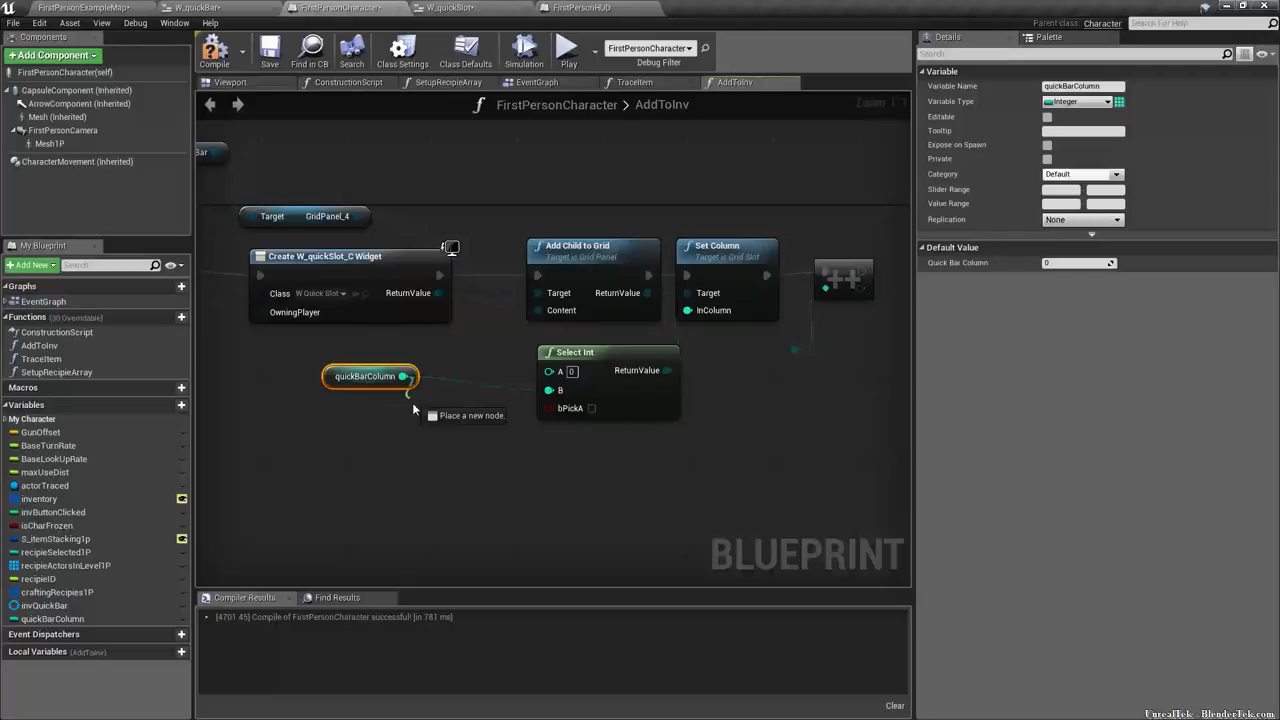 FirstPersonExampleMap*
W_quickBar*
FirstPersonCharacter*
W_quickSlot*
FirstPersonHUD
File
Edit
Asset
View
Debug
Window
Help
Parent class: Character
Search For Help
Components
+Add Component
FirstPersonCharacter(self)
CapsuleComponent (Inherited)
ArrowComponent (Inherited)
Mesh (Inherited)
FirstPersonCamera
Mesh1P
CharacterMovement (Inherited)
My Blueprint
+Add New
Search
Graphs
EventGraph
Functions (30 Overridable)
ConstructionScript
AddToInv
TraceItem
SetupRecipieArray
Macros
Variables
My Character
GunOffset
BaseTurnRate
BaseLookUpRate
maxUseDist
actorTraced
inventory
invButtonClicked
isCharFrozen
S_itemStacking1p
recipieSelected1P
recipieActorsInLevel1P
recipieID
craftingRecipies1P
invQuickBar
quickBarColumn
Event Dispatchers
Local Variables (AddToInv)
Compile
Save
Find in CB
Search
Class Settings
Class Defaults
Simulation
Play
FirstPersonCharacter
Debug Filter
Viewport
ConstructionScript
SetupRecipieArray
EventGraph
TraceItem
AddToInv
FirstPersonCharacter > AddToInv
Zoom 1:1
Bar
Target
GridPanel_4
Create W_quickSlot_C Widget
Class
W Quick Slot
ReturnValue
OwningPlayer
Add Child to Grid
Target is Grid Panel
Target
ReturnValue
Content
Set Column
Target is Grid Slot
Target
InColumn
++
quickBarColumn
Place a new node.
Select Int
A 0
ReturnValue
B
bPickA
BLUEPRINT
Compiler Results
Find Results
[4701.45] Compile of FirstPersonCharacter successful! [in 781 ms]
Clear
Details
Palette
Search
Variable
Variable Name
quickBarColumn
Variable Type
Integer
Editable
Tooltip
Expose on Spawn
Private
Category
Default
Slider Range
Value Range
Replication
None
Default Value
Quick Bar Column
0
UnrealTek - BlenderTek.com